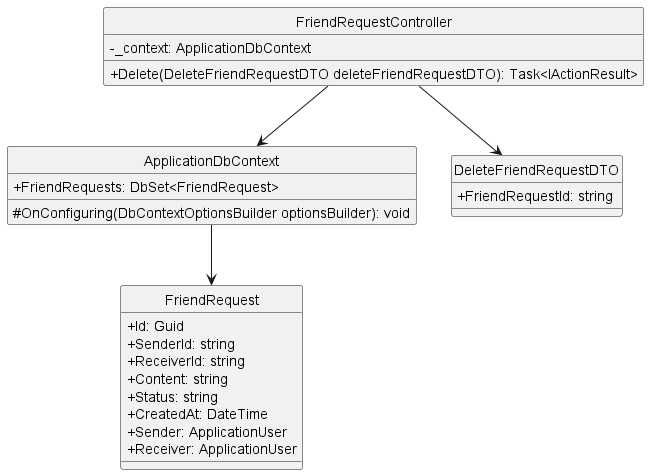 FriendRequestController
-_context: ApplicationDbContext
+Delete(DeleteFriendRequestDTO deleteFriendRequestDTO): Task<IActionResult>
ApplicationDbContext
+FriendRequests: DbSet<FriendRequest>
#OnConfiguring(DbContextOptionsBuilder optionsBuilder): void
DeleteFriendRequestDTO
+FriendRequestId: string
FriendRequest
+Id: Guid
+SenderId: string
+ReceiverId: string
+Content: string
+Status: string
+CreatedAt: DateTime
+Sender: ApplicationUser
+Receiver: ApplicationUser